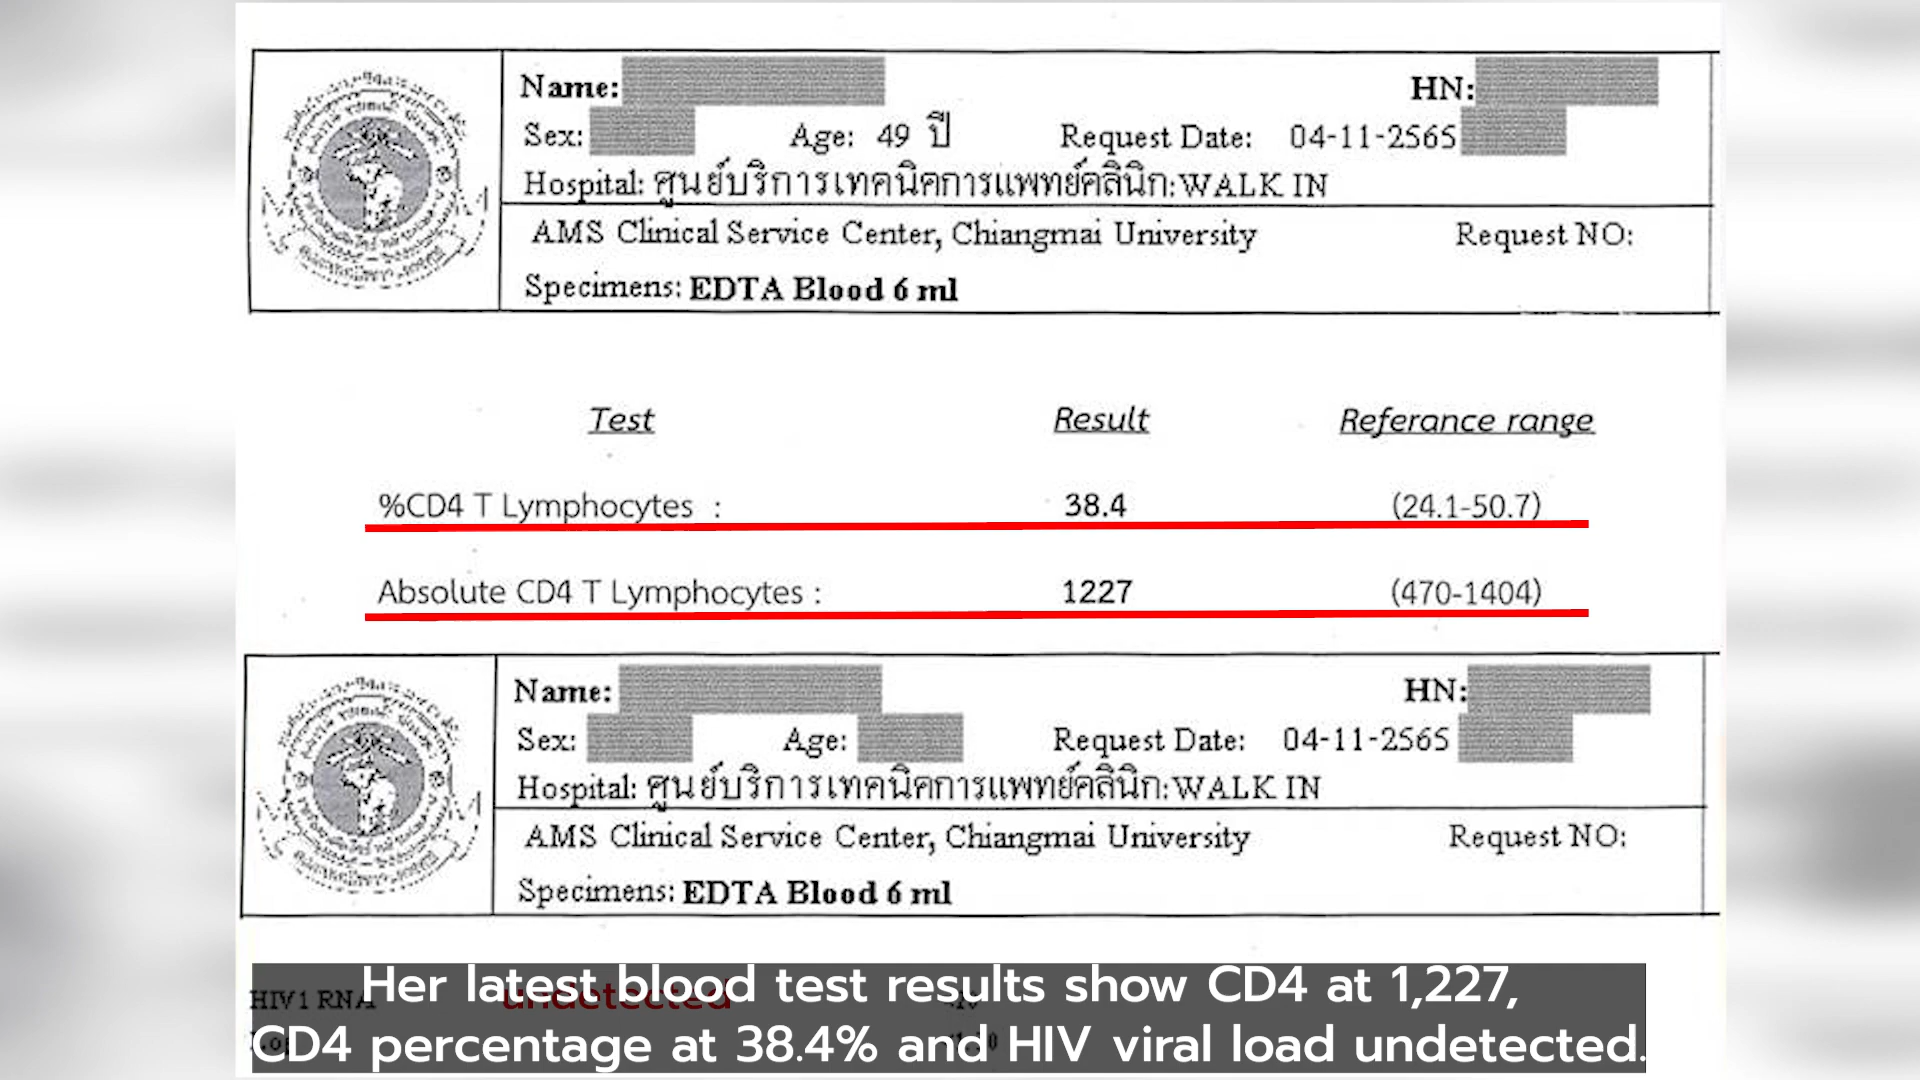 Name: HN:
Sex: Age: 49 ปี Request Date: 04-11-2565
Hospital: ศูนย์บริการเทคนิคการแพทย์คลินิก:WALK IN
AMS Clinical Service Center, Chiangmai University Request NO:
Specimens: EDTA Blood 6 ml
Test Result Referance range
%CD4 T Lymphocytes : 38.4 (24.1-50.7)
Absolute CD4 T Lymphocytes : 1227 (470-1404)
Name: HN:
Sex: Age: Request Date: 04-11-2565
Hospital: ศูนย์บริการเทคนิคการแพทย์คลินิก:WALK IN
AMS Clinical Service Center, Chiangmai University Request NO:
Specimens: EDTA Blood 6 ml
HIV1 RNA undetected
Her latest blood test results show CD4 at 1,227,
CD4 percentage at 38.4% and HIV viral load undetected.